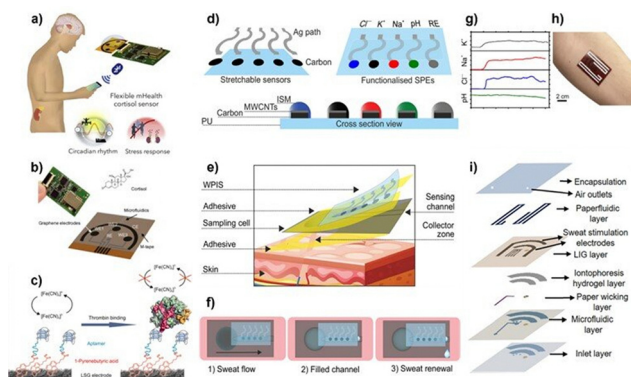 a)
Flexible mHealth
cortisol sensor
Circadian rhythm
Stress response
b)
Cortisol
Graphene electrodes
Microfluidics
M-tape
c)
[Fe(CN)₆]
[Fe(CN)₆]
Thrombin binding
Aptamer
1-Pyrenebutyric acid
LSG electrode
d)
Ag path
Carbon
Stretchable sensors
Cl⁻ K⁺ Na⁺ pH RE
Functionalised SPEs
ISM
MWCNTs
Carbon
PU
Cross section view
e)
WPIS
Adhesive
Sampling cell
Adhesive
Skin
Sensing
channel
Collector
zone
f)
1) Sweat flow
2) Filled channel
3) Sweat renewal
g)
K⁺
Na⁺
Cl⁻
pH
h)
2 cm
i)
Encapsulation
Air outlets
Paperfluidic
layer
Sweat stimulation
electrodes
LIG layer
Iontophoresis
hydrogel layer
Paper wicking
layer
Microfluidic
layer
Inlet layer